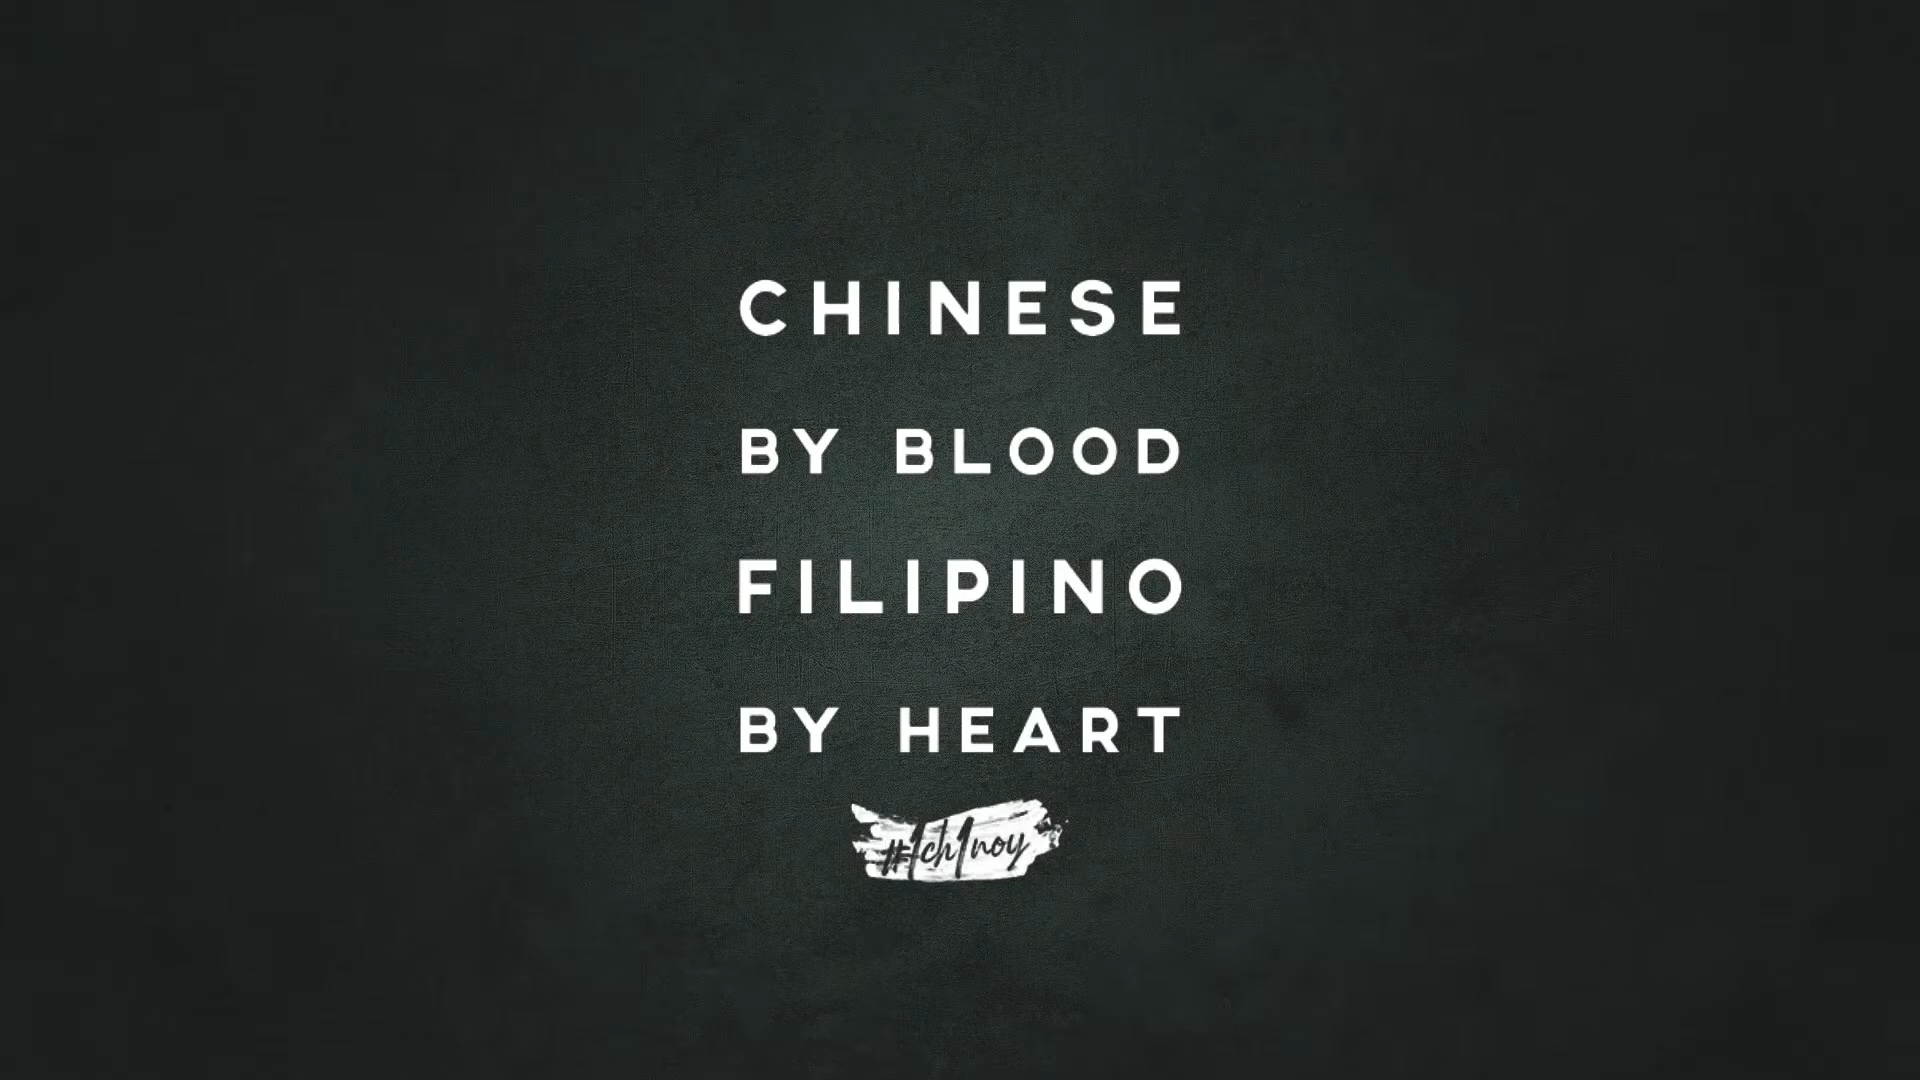 CHINESE
BY BLOOD
FILIPINO
BY HEART
#1ch1noy